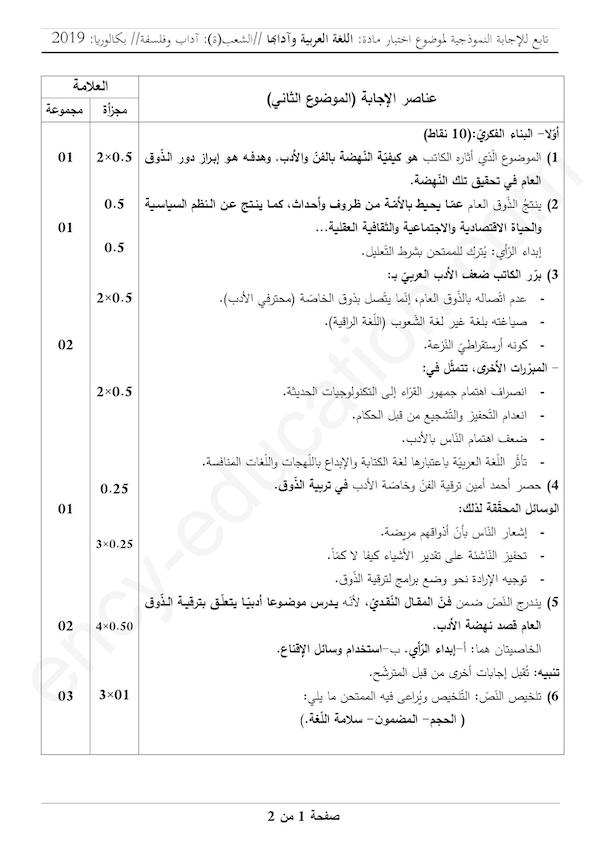 تابع للإجابة النموذجية لموضوع اختبار مادة: اللغة العربية وآدابها //الشعب(ة): آداب وفلسفة// بكالوريا: 2019
عناصر الإجابة (الموضوع الثاني)
العلامة
مجزأة
مجموعة
أوّلا– البناء الفكريّ:(10 نقاط)
1) الموضوع الّذي أثاره الكاتب هو كيفيّة النّهضة بالفنّ والأدب. وهدفه هو إبراز دور الذّوق
2×0.5
01
العام في تحقيق تلك النّهضة.
2) ينتجُ الذّوق العام عمّا يحيط بالأمّة من ظروف وأحداث، كما ينتج عن النظم السياسية
0.5
والحياة الاقتصادية والاجتماعية والثقافية العقلية...
01
إبداء الرّأي: يُترك للممتحن بشرط التّعليل.
0.5
3) برّر الكاتب ضعف الأدب العربيّ بـ:
- عدم اتّصاله بالذّوق العام، إنّما يتّصل بذوق الخاصّة (محترفي الأدب).
2×0.5
- صياغته بلغة غير لغة الشّعوب (اللّغة الراقية).
- كونه أرستقراطيّ النّزعة.
02
– المبرّرات الأخرى، تتمثّل في:
- انصراف اهتمام جمهور القرّاء إلى التكنولوجيات الحديثة.
2×0.5
- انعدام التّحفيز والتّشجيع من قبل الحكام.
- ضعف اهتمام النّاس بالأدب.
- تأثّر اللّغة العربيّة باعتبارها لغة الكتابة والإبداع باللّهجات واللّغات المنافسة.
4) حصر أحمد أمين ترقية الفنّ وخاصّة الأدب في تربية الذّوق.
0.25
الوسائل المحقّقة لذلك:
01
- إشعار النّاس بأنّ أذواقهم مريضة.
3×0.25
- تحفيز النّاشئة على تقدير الأشياء كيفا لا كمّا.
- توجيه الإرادة نحو وضع برامج لترقية الذّوق.
5) يندرج النّصّ ضمن فنّ المقال النّقديّ، لأنّه يدرس موضوعا أدبيّا يتعلّق بترقية الذّوق
العام قصد نهضة الأدب.
4×0.50
02
الخاصيتان هما: أ–إبداء الرّأي. ب–استخدام وسائل الإقناع.
تنبيه: تُقبل إجابات أخرى من قبل المترشّح.
6) تلخيص النّصّ: التّلخيص ويُراعى فيه الممتحن ما يلي:
3×01
03
( الحجم– المضمون– سلامة اللّغة.)
صفحة 1 من 2
ency-education.com